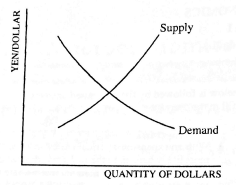 YEN/DOLLAR
Supply
Demand
QUANTITY OF DOLLARS